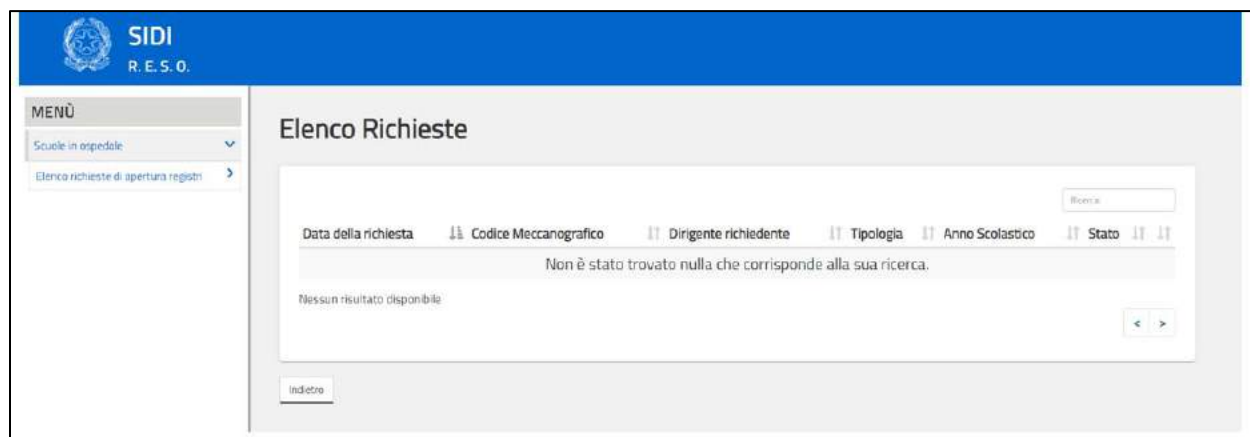 SIDI
R. E. S. O.
MENÙ
Scuole in ospedale
Elenco richieste di apertura registri
Elenco Richieste
Ricerca
Data della richiesta Codice Meccanografico Dirigente richiedente Tipologia Anno Scolastico Stato
Non è stato trovato nulla che corrisponde alla sua ricerca.
Nessun risultato disponibile
< >
Indietro